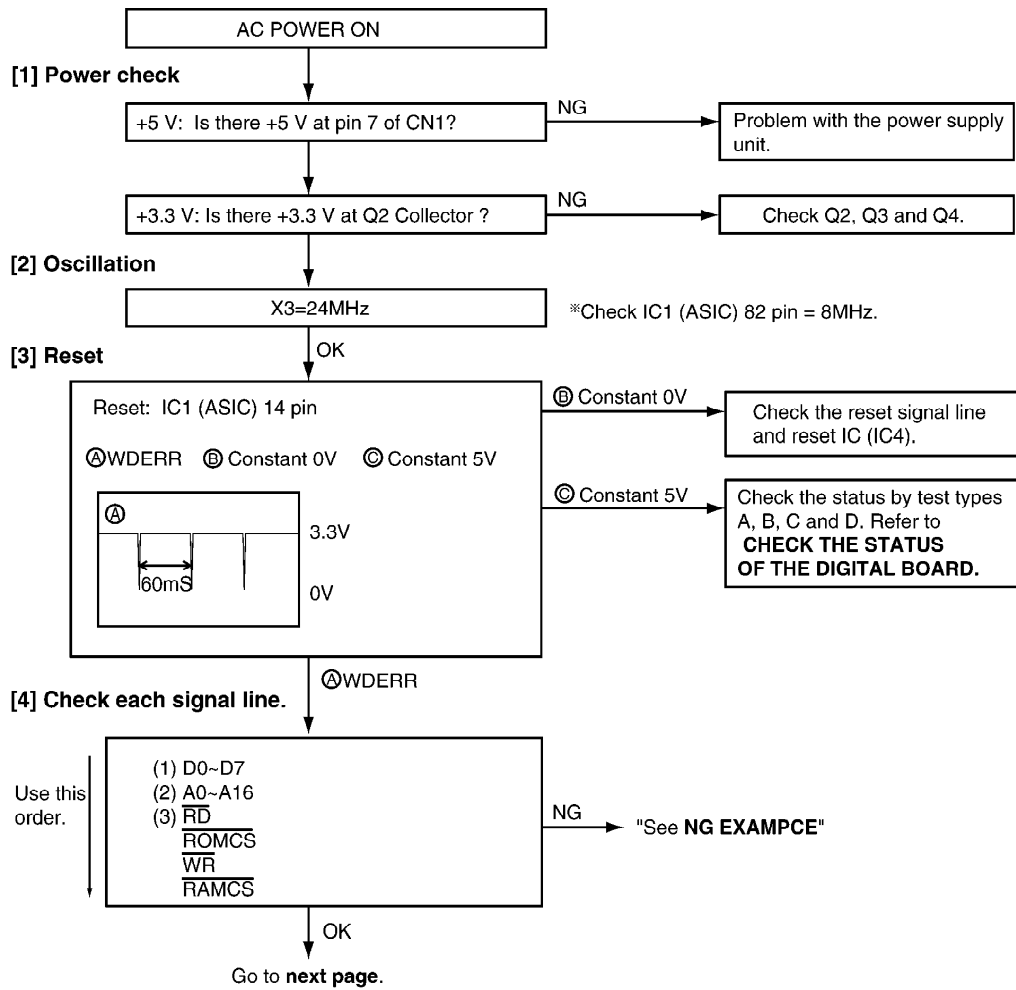 AC POWER ON
[1] Power check
+5 V: Is there +5 V at pin 7 of CN1?
NG
Problem with the power supply
unit.
+3.3 V: Is there +3.3 V at Q2 Collector ?
NG
Check Q2, Q3 and Q4.
[2] Oscillation
X3=24MHz
※Check IC1 (ASIC) 82 pin = 8MHz.
OK
[3] Reset
Reset: IC1 (ASIC) 14 pin
ⒶWDERR Ⓑ Constant 0V Ⓒ Constant 5V
Ⓐ
3.3V
60mS
0V
Ⓑ Constant 0V
Check the reset signal line
and reset IC (IC4).
Ⓒ Constant 5V
Check the status by test types
A, B, C and D. Refer to
CHECK THE STATUS
OF THE DIGITAL BOARD.
ⒶWDERR
[4] Check each signal line.
Use this
order.
(1) D0~D7
(2) A0~A16
(3) R̅D̅
R̅O̅M̅C̅S̅
W̅R̅
R̅A̅M̅C̅S̅
NG
"See NG EXAMPCE"
OK
Go to next page.